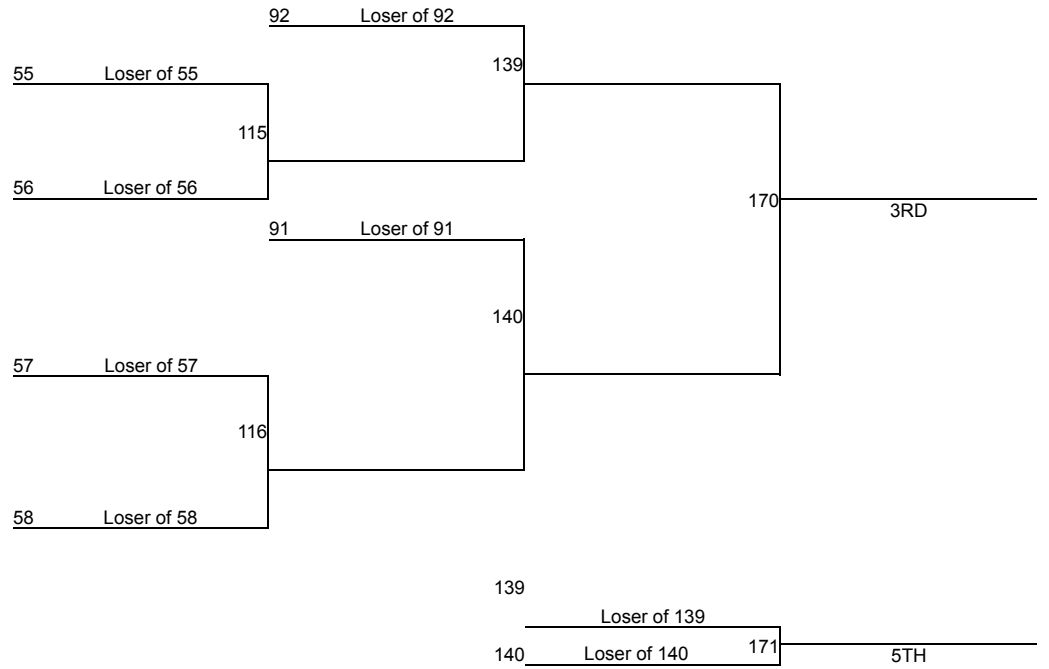 92 Loser of 92
139
55 Loser of 55
115
56 Loser of 56
170
3RD
91 Loser of 91
140
57 Loser of 57
116
58 Loser of 58
139
Loser of 139
140 Loser of 140
171
5TH